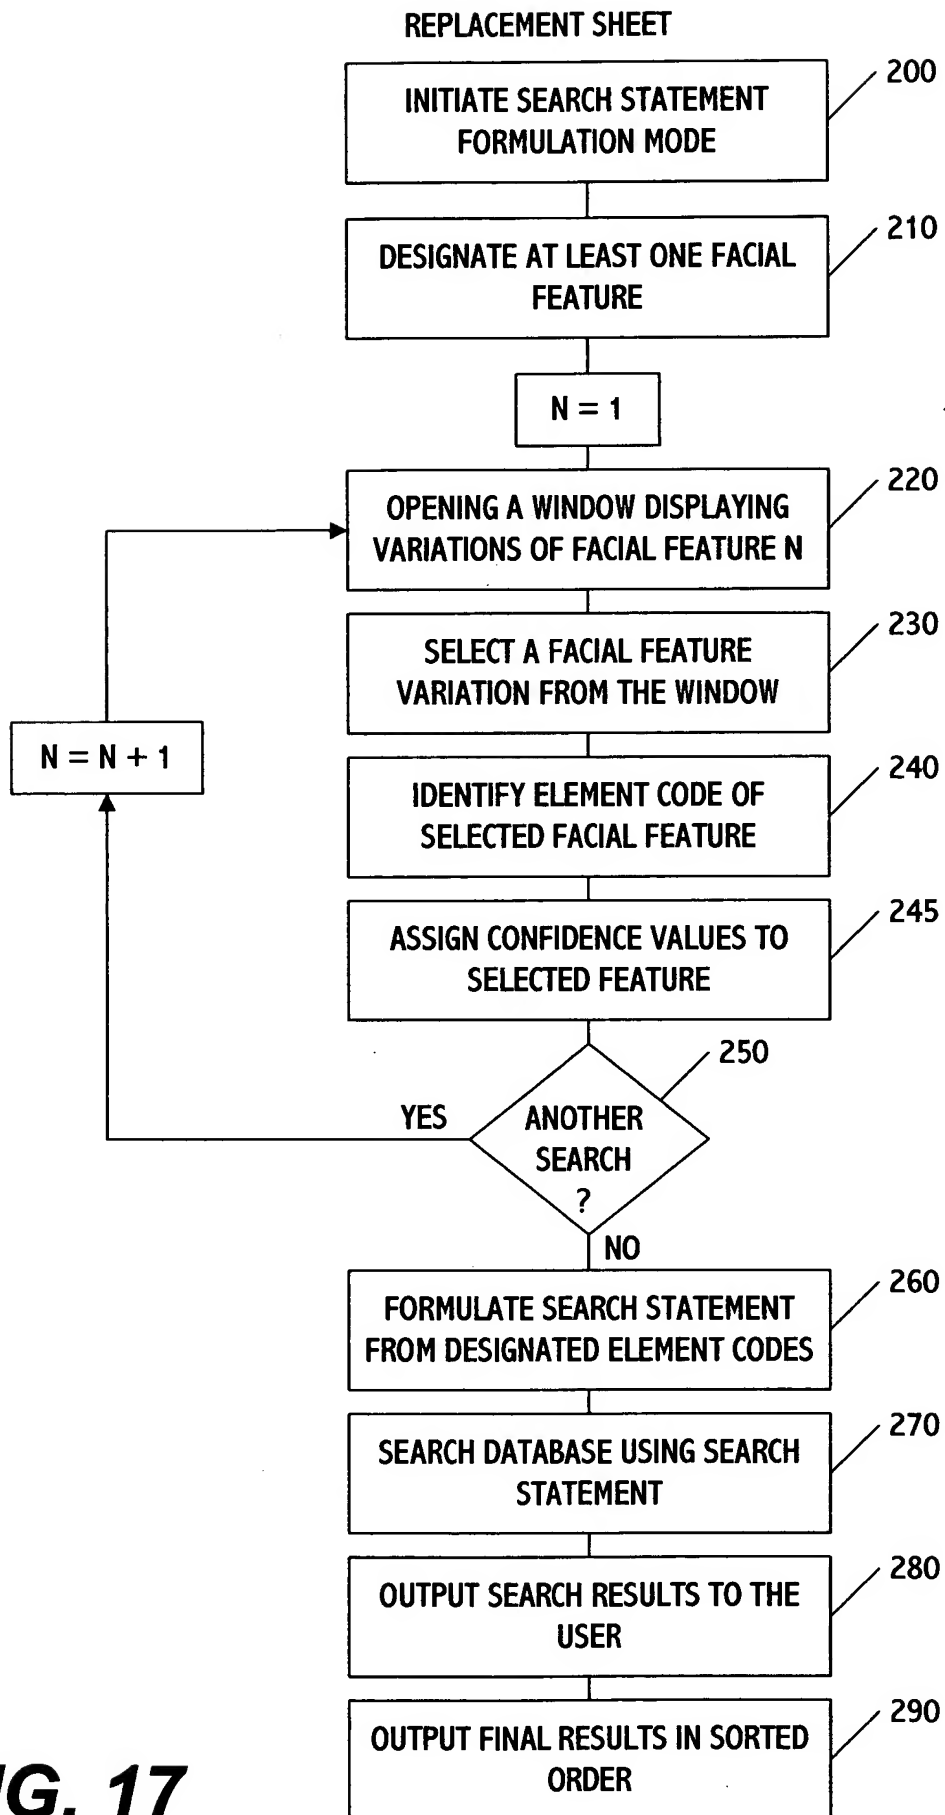 REPLACEMENT SHEET
200
INITIATE SEARCH STATEMENT
FORMULATION MODE
210
DESIGNATE AT LEAST ONE FACIAL
FEATURE
N = 1
220
OPENING A WINDOW DISPLAYING
VARIATIONS OF FACIAL FEATURE N
230
SELECT A FACIAL FEATURE
VARIATION FROM THE WINDOW
N = N + 1
240
IDENTIFY ELEMENT CODE OF
SELECTED FACIAL FEATURE
245
ASSIGN CONFIDENCE VALUES TO
SELECTED FEATURE
250
YES
ANOTHER
SEARCH
?
NO
260
FORMULATE SEARCH STATEMENT
FROM DESIGNATED ELEMENT CODES
270
SEARCH DATABASE USING SEARCH
STATEMENT
280
OUTPUT SEARCH RESULTS TO THE
USER
290
OUTPUT FINAL RESULTS IN SORTED
ORDER
IG. 17